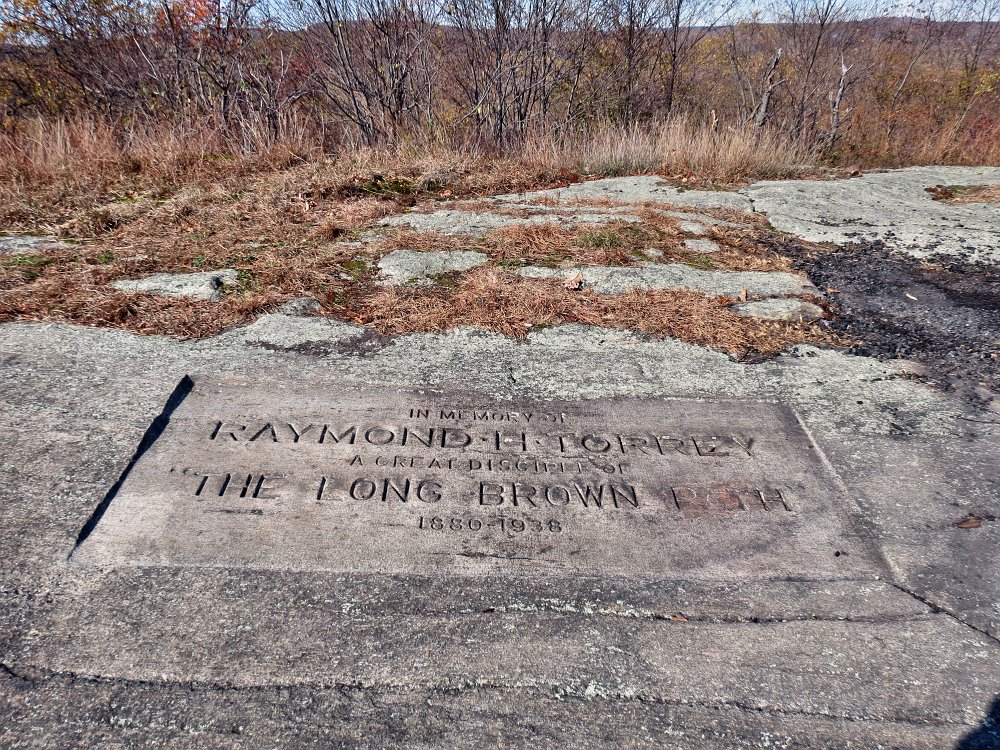 IN MEMORY OF
RAYMOND·H·TORREY
A GREAT DISCIPLE OF
"THE LONG BROWN PATH"
1880-1938